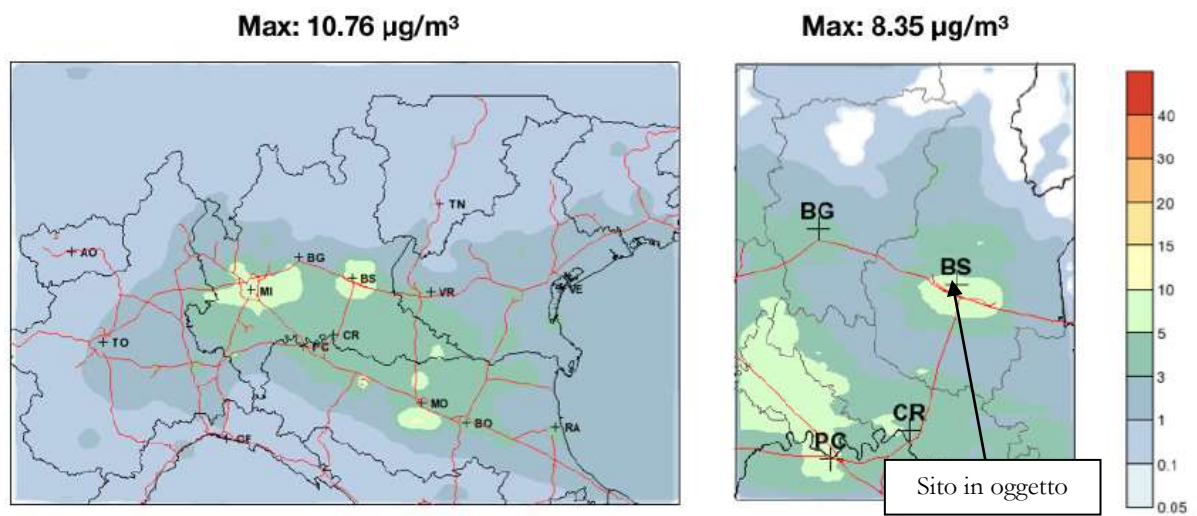 Max: 10.76 µg/m³
Max: 8.35 µg/m³
TN
AO
BG
BS
MI
VR
VE
TO
CR
PC
MO
BO
RA
GE
BG
BS
CR
PC
Sito in oggetto
40
30
20
15
10
5
3
1
0.1
0.05